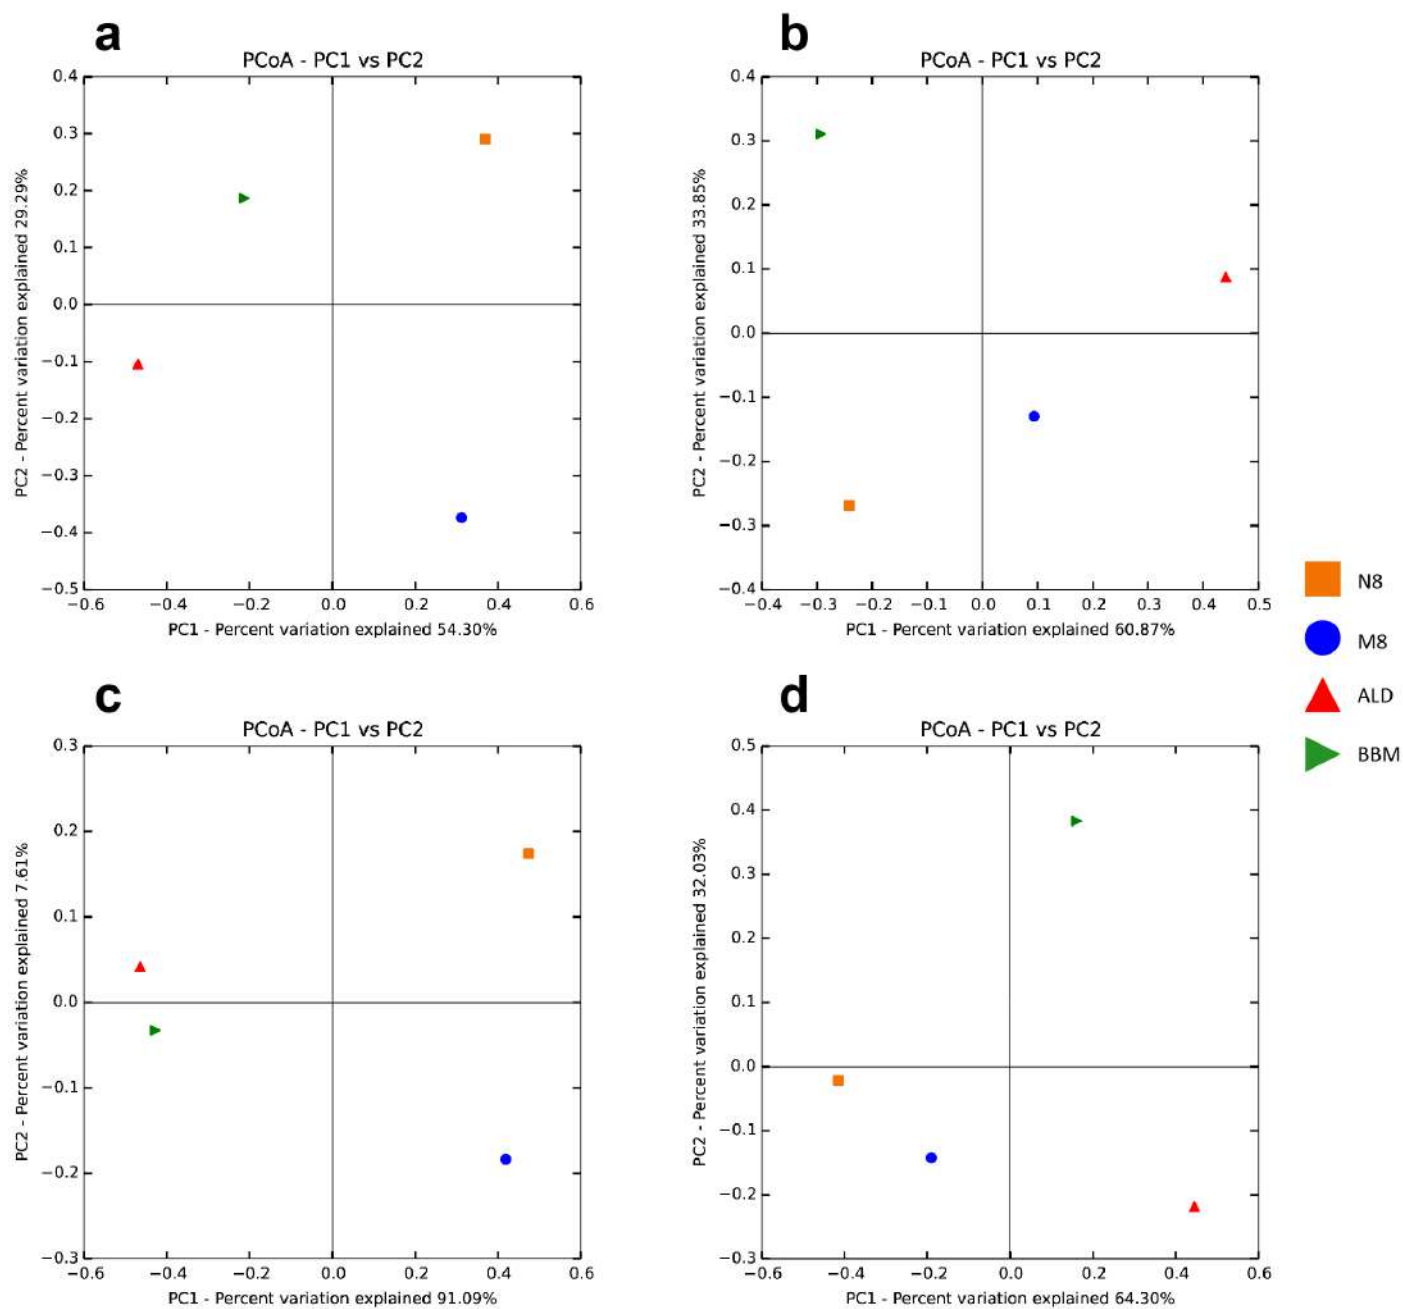 a
PCoA - PC1 vs PC2
0.4
0.3
0.2
0.1
0.0
−0.1
−0.2
−0.3
−0.4
−0.5
−0.6 −0.4 −0.2 0.0 0.2 0.4 0.6
PC2 - Percent variation explained 29.29%
PC1 - Percent variation explained 54.30%
b
PCoA - PC1 vs PC2
0.4
0.3
0.2
0.1
0.0
−0.1
−0.2
−0.3
−0.4
−0.4 −0.3 −0.2 −0.1 0.0 0.1 0.2 0.3 0.4 0.5
PC2 - Percent variation explained 33.85%
PC1 - Percent variation explained 60.87%
N8
M8
ALD
BBM
c
PCoA - PC1 vs PC2
0.3
0.2
0.1
0.0
−0.1
−0.2
−0.3
−0.6 −0.4 −0.2 0.0 0.2 0.4 0.6
PC2 - Percent variation explained 7.61%
PC1 - Percent variation explained 91.09%
d
PCoA - PC1 vs PC2
0.5
0.4
0.3
0.2
0.1
0.0
−0.1
−0.2
−0.3
−0.6 −0.4 −0.2 0.0 0.2 0.4 0.6
PC2 - Percent variation explained 32.03%
PC1 - Percent variation explained 64.30%